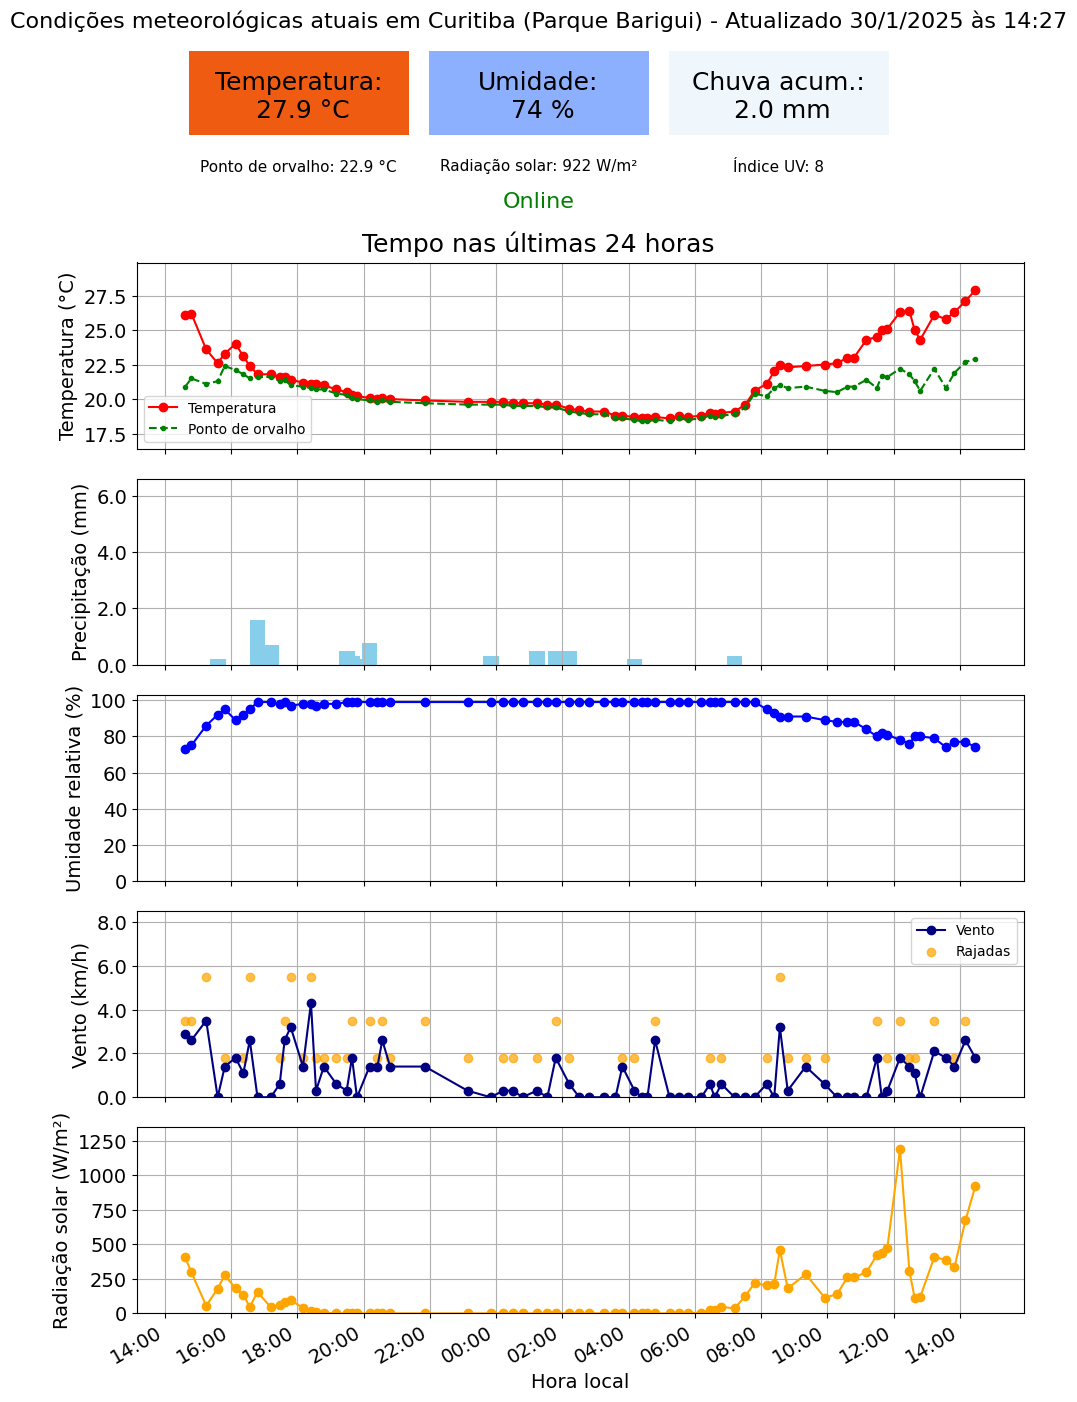 Condições meteorológicas atuais em Curitiba (Parque Barigui) - Atualizado 30/1/2025 às 14:27
Temperatura:
27.9 °C
Umidade:
74 %
Chuva acum.:
2.0 mm
Ponto de orvalho: 22.9 °C
Radiação solar: 922 W/m²
Índice UV: 8
Online
Tempo nas últimas 24 horas
Temperatura (°C)
27.5
25.0
22.5
20.0
17.5
Temperatura
Ponto de orvalho
Precipitação (mm)
6.0
4.0
2.0
0.0
Umidade relativa (%)
100
80
60
40
20
0
Vento (km/h)
8.0
6.0
4.0
2.0
0.0
Vento
Rajadas
Radiação solar (W/m²)
1250
1000
750
500
250
0
14:00
16:00
18:00
20:00
22:00
00:00
02:00
04:00
06:00
08:00
10:00
12:00
14:00
Hora local